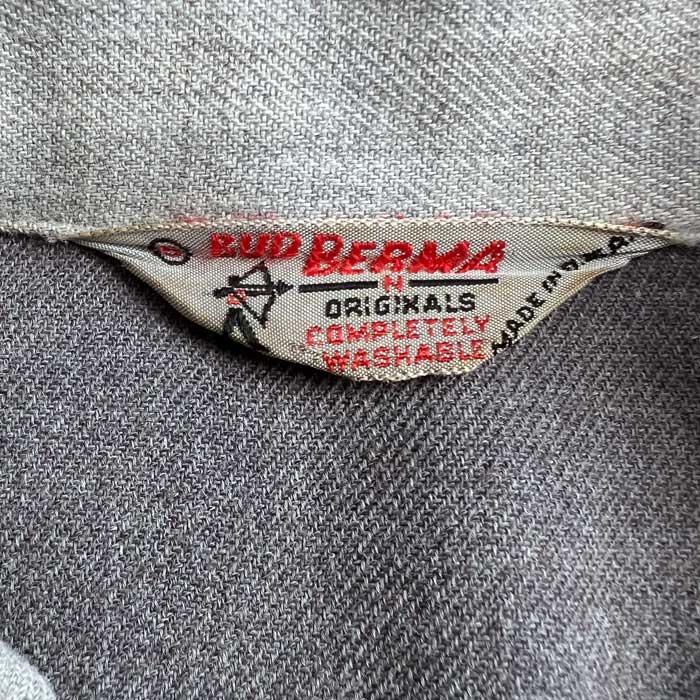 BUD BERMA
N
ORIGINALS
COMPLETELY
WASHABLE
MADE IN U.S.A.